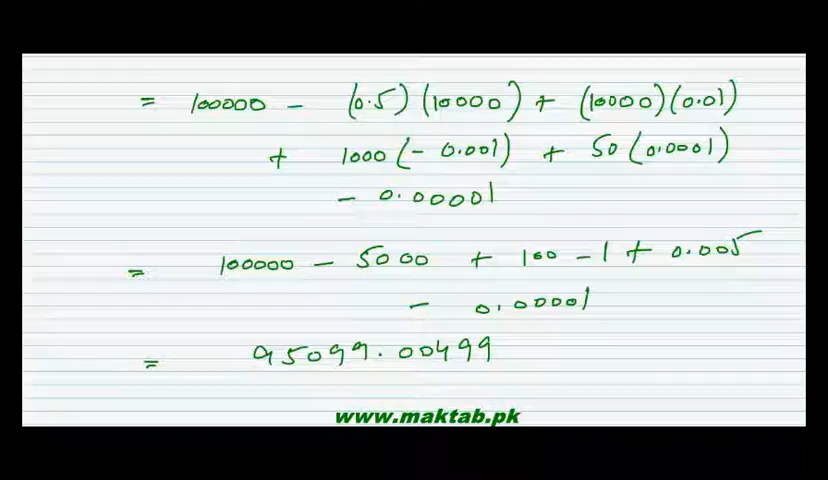 = 100000 - (0.5) (10000) + (10000) (0.01)
+ 1000 (- 0.001) + 50 (0.0001)
- 0.00001
= 100000 - 5000 + 100 - 1 + 0.005
- 0.00001
= 95099.00499
www.maktab.pk